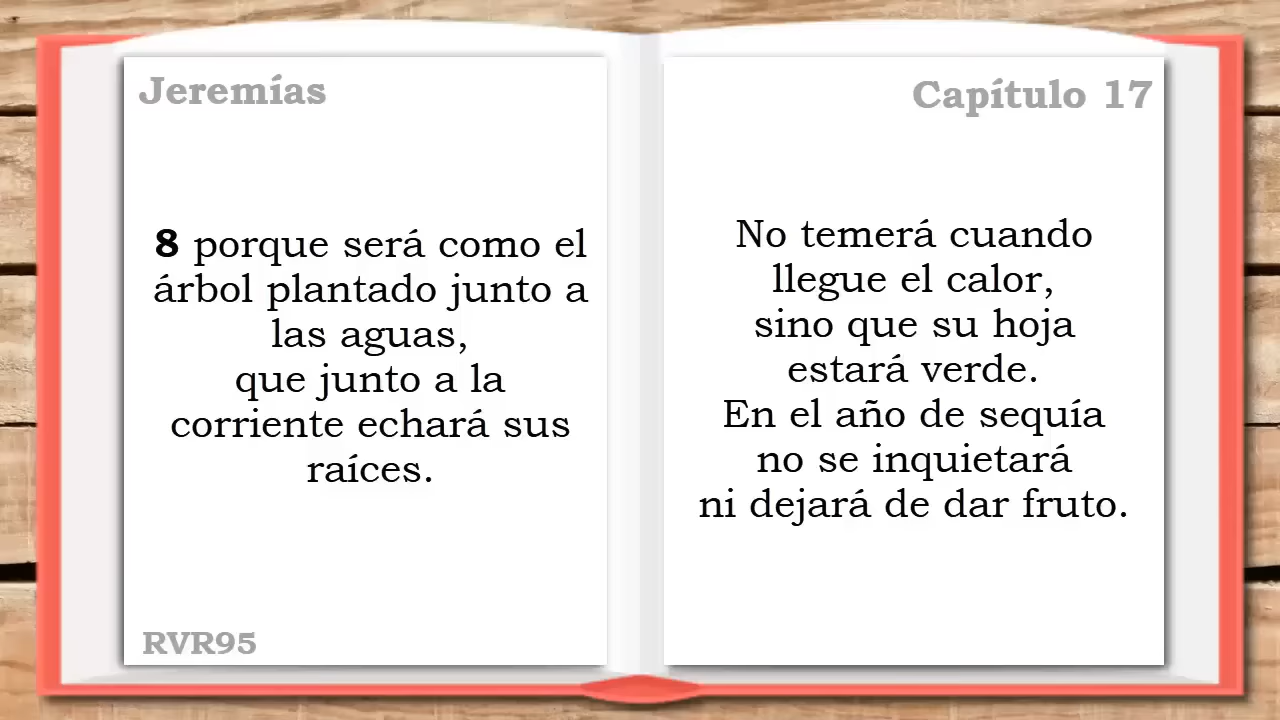 Jeremías
8 porque será como el
árbol plantado junto a
las aguas,
que junto a la
corriente echará sus
raíces.
RVR95
Capítulo 17
No temerá cuando
llegue el calor,
sino que su hoja
estará verde.
En el año de sequía
no se inquietará
ni dejará de dar fruto.